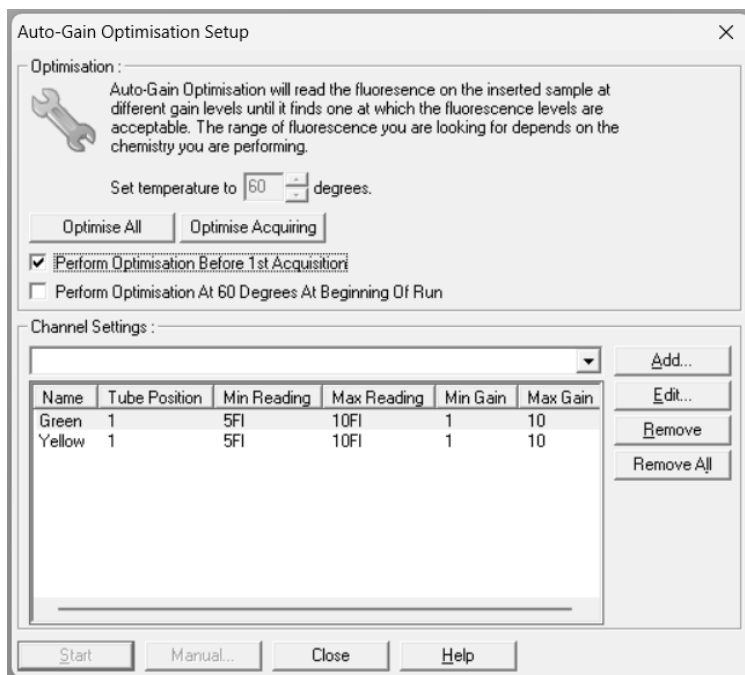 Auto-Gain Optimisation Setup
Optimisation :
Auto-Gain Optimisation will read the fluoresence on the inserted sample at
different gain levels until it finds one at which the fluorescence levels are
acceptable. The range of fluorescence you are looking for depends on the
chemistry you are performing.
Set temperature to 60 degrees.
Optimise All Optimise Acquiring
Perform Optimisation Before 1st Acquisition
Perform Optimisation At 60 Degrees At Beginning Of Run
Channel Settings :
Add...
Name Tube Position Min Reading Max Reading Min Gain Max Gain Edit...
Green 1 5Fl 10Fl 1 10
Yellow 1 5Fl 10Fl 1 10
Remove
Remove All
Start Manual... Close Help